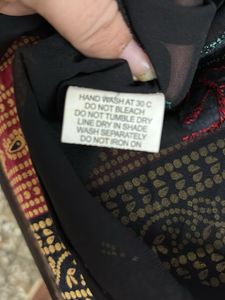 HAND WASH AT 30 C
DO NOT BLEACH
DO NOT TUMBLE DRY
LINE DRY IN SHADE
WASH SEPARATELY
DO NOT IRON ON